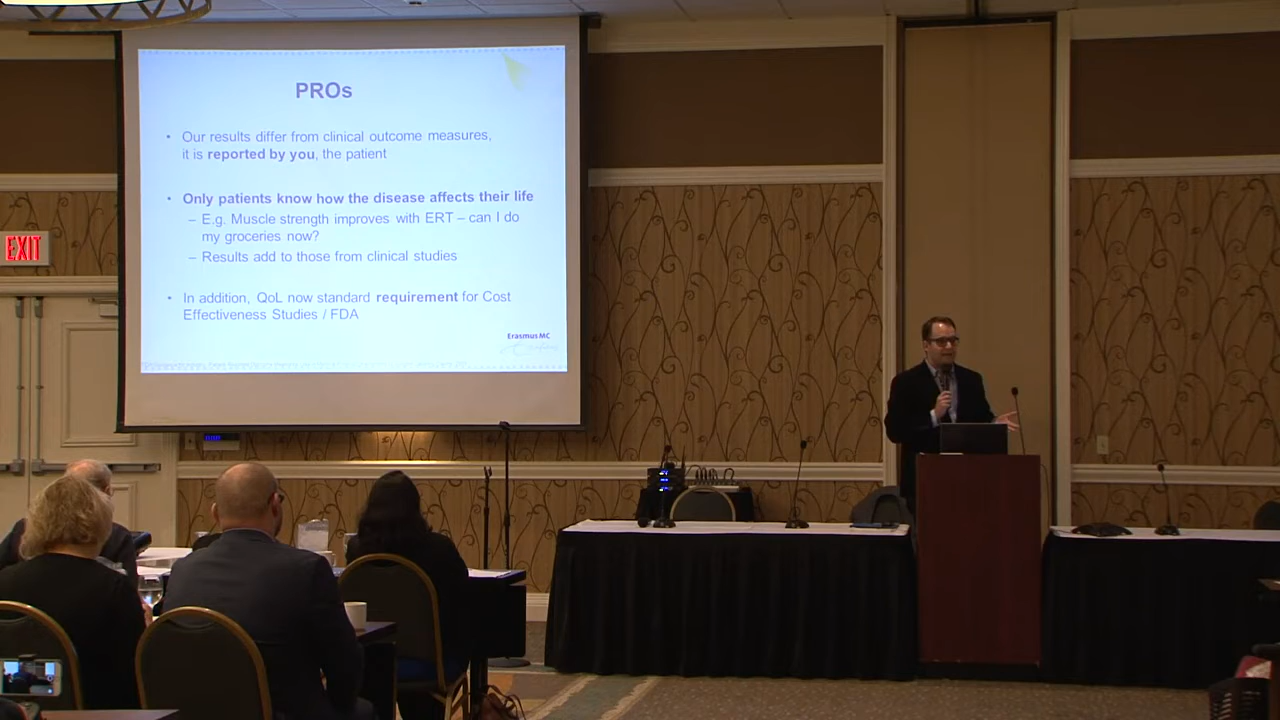 PROs
• Our results differ from clinical outcome measures,
it is reported by you, the patient
• Only patients know how the disease affects their life
– E.g. Muscle strength improves with ERT – can I do
my groceries now?
– Results add to those from clinical studies
• In addition, QoL now standard requirement for Cost
Effectiveness Studies / FDA
Erasmus MC
EXIT